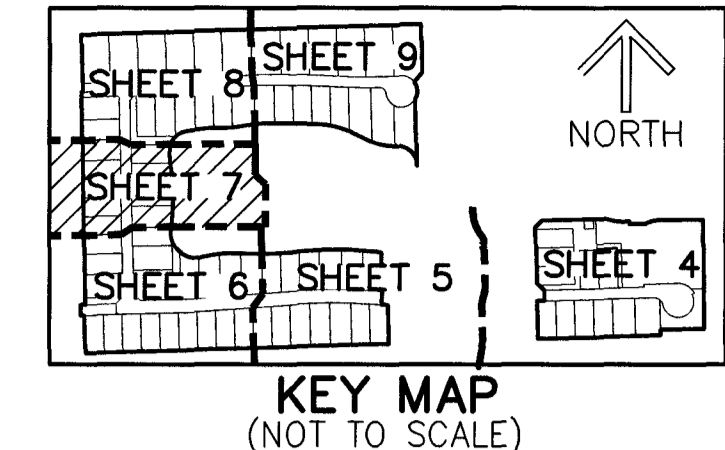 SHEET 9
SHEET 8
NORTH
SHEET 7
SHEET 4
SHEET 6
SHEET 5
KEY MAP
(NOT TO SCALE)